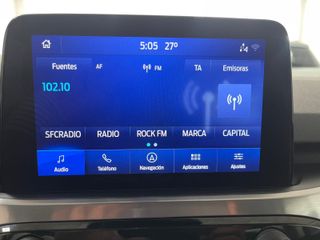 5:05 27°
Fuentes AF FM TA Emisoras
102.10
SFCRADIO RADIO ROCK FM MARCA CAPITAL
Audio Teléfono Navegación Aplicaciones Ajustes